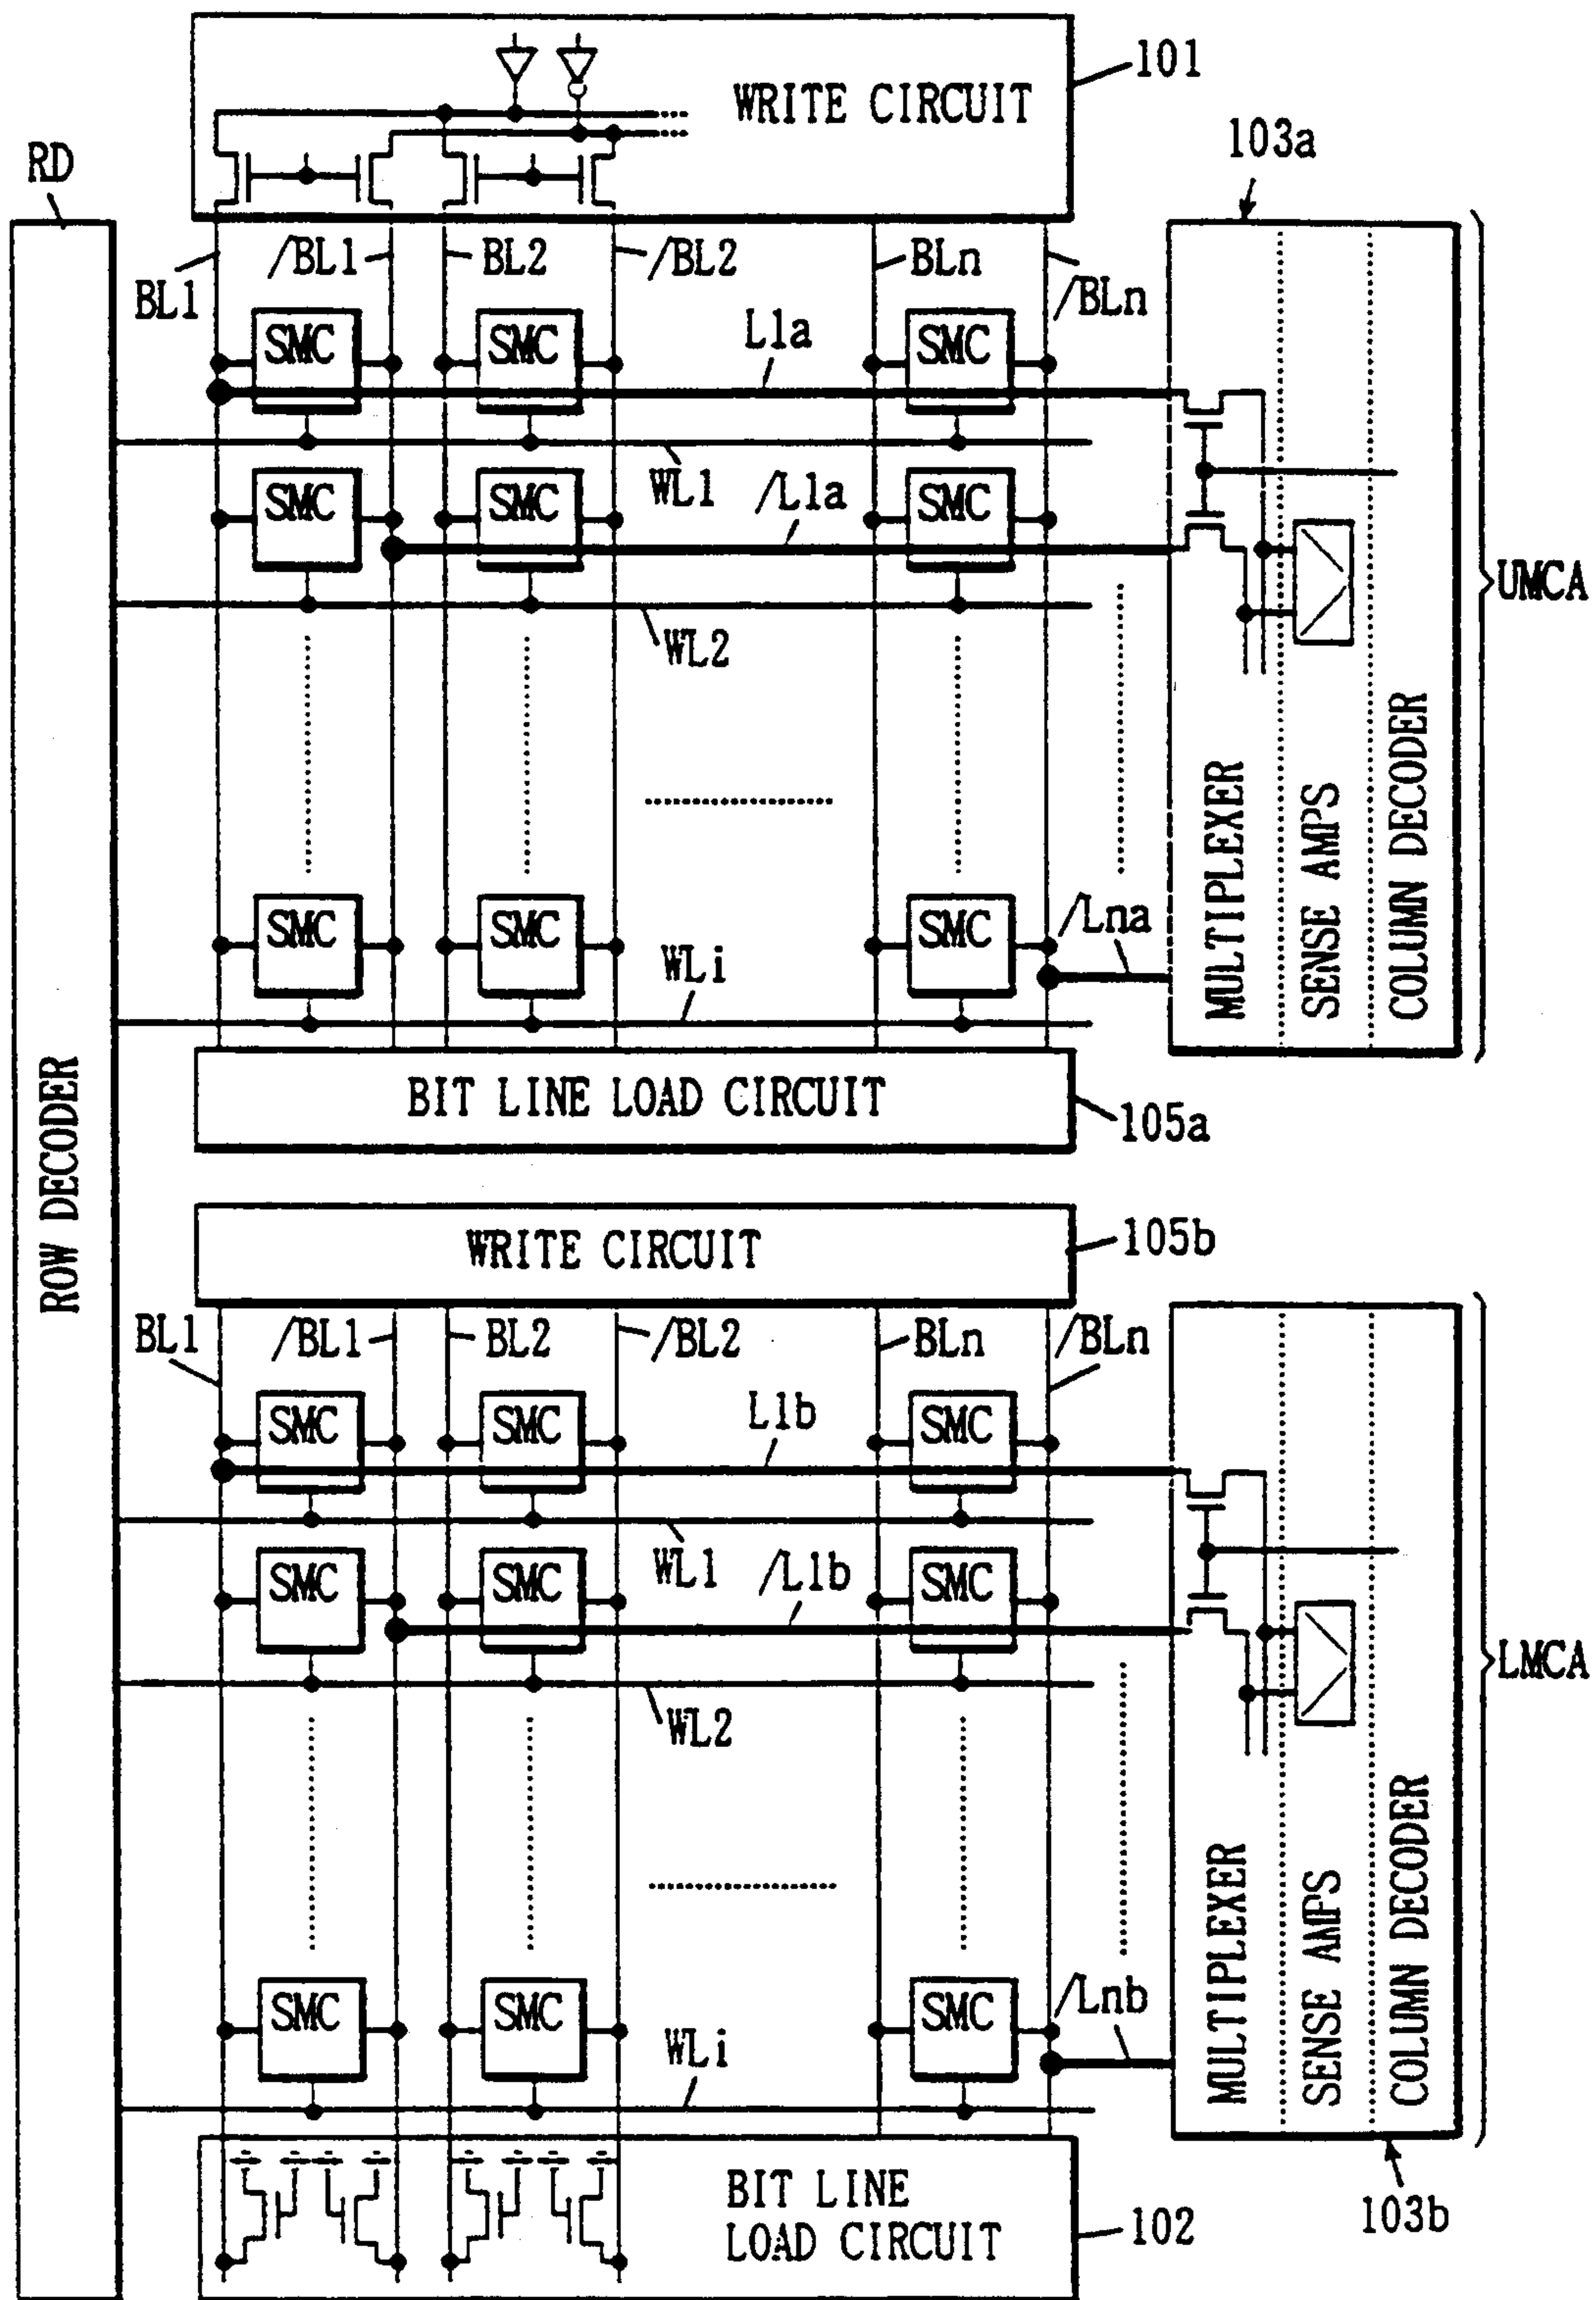 101
WRITE CIRCUIT
103a
RD
BL1
/BL1
BL2
/BL2
BLn
/BLn
SMC
SMC
L1a
SMC
WL1
SMC
SMC
/L1a
SMC
UMCA
WL2
MULTIPLEXER
SENSE AMPS
COLUMN DECODER
SMC
SMC
SMC
/Lna
WLi
BIT LINE LOAD CIRCUIT
105a
ROW DECODER
WRITE CIRCUIT
105b
BL1
/BL1
BL2
/BL2
BLn
/BLn
SMC
SMC
L1b
SMC
WL1
SMC
SMC
/L1b
SMC
LMCA
WL2
MULTIPLEXER
SENSE AMPS
COLUMN DECODER
SMC
SMC
SMC
/Lnb
WLi
BIT LINE
LOAD CIRCUIT
102
103b